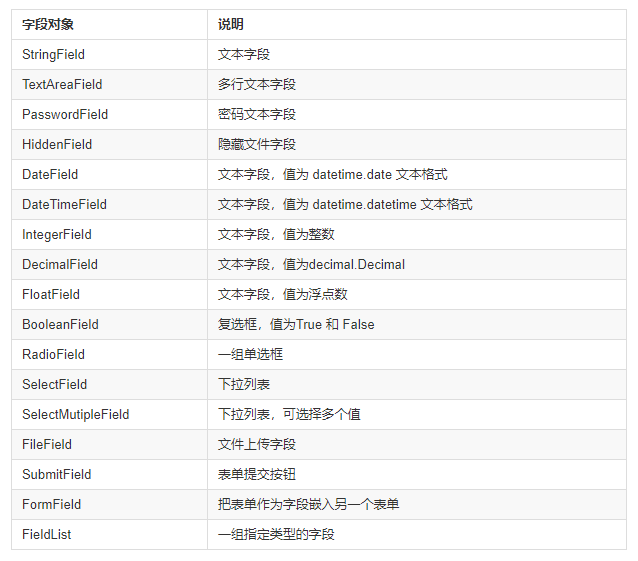 字段对象 说明
StringField 文本字段
TextAreaField 多行文本字段
PasswordField 密码文本字段
HiddenField 隐藏文件字段
DateField 文本字段，值为 datetime.date 文本格式
DateTimeField 文本字段，值为 datetime.datetime 文本格式
IntegerField 文本字段，值为整数
DecimalField 文本字段，值为decimal.Decimal
FloatField 文本字段，值为浮点数
BooleanField 复选框，值为True 和 False
RadioField 一组单选框
SelectField 下拉列表
SelectMutipleField 下拉列表，可选择多个值
FileField 文件上传字段
SubmitField 表单提交按钮
FormField 把表单作为字段嵌入另一个表单
FieldList 一组指定类型的字段